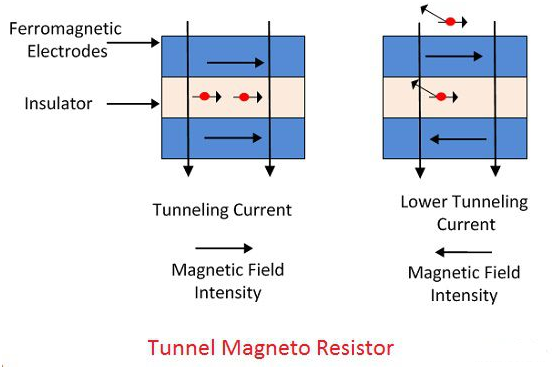 Ferromagnetic
Electrodes
Insulator
Tunneling Current
Lower Tunneling
Current
Magnetic Field
Intensity
Magnetic Field
Intensity
Tunnel Magneto Resistor